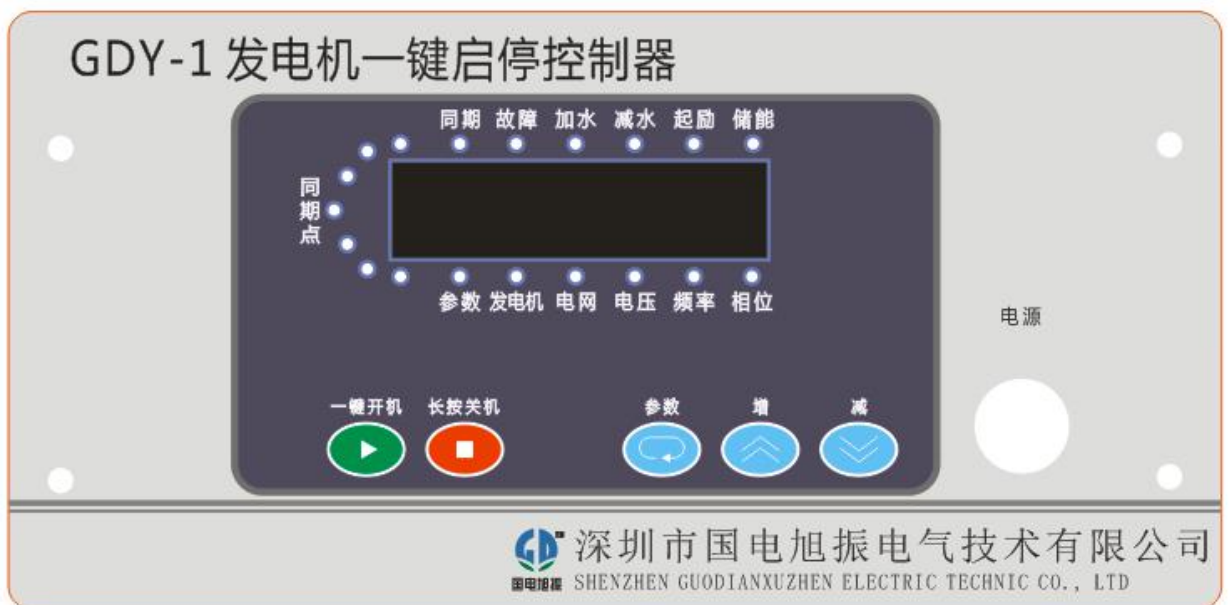 GDY-1 发电机一键启停控制器
同期 故障 加水 减水 起励 储能
同期点
参数 发电机 电网 电压 频率 相位
电源
一键开机 长按关机 参数 增 减
国电旭振 深圳市国电旭振电气技术有限公司
SHENZHEN GUODIANXUZHEN ELECTRIC TECHNIC CO., LTD